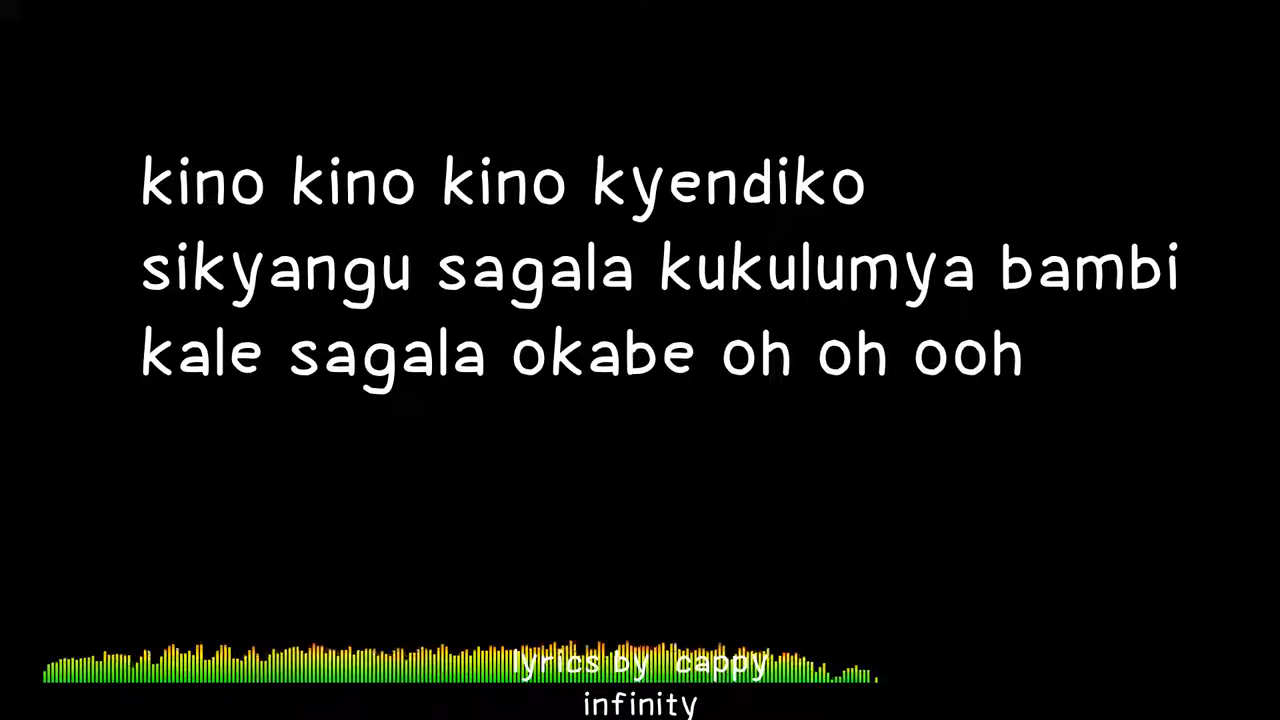 kino kino kino kyendiko
sikyangu sagala kukulumya bambi
kale sagala okabe oh oh ooh
lyrics by cappy
infinity